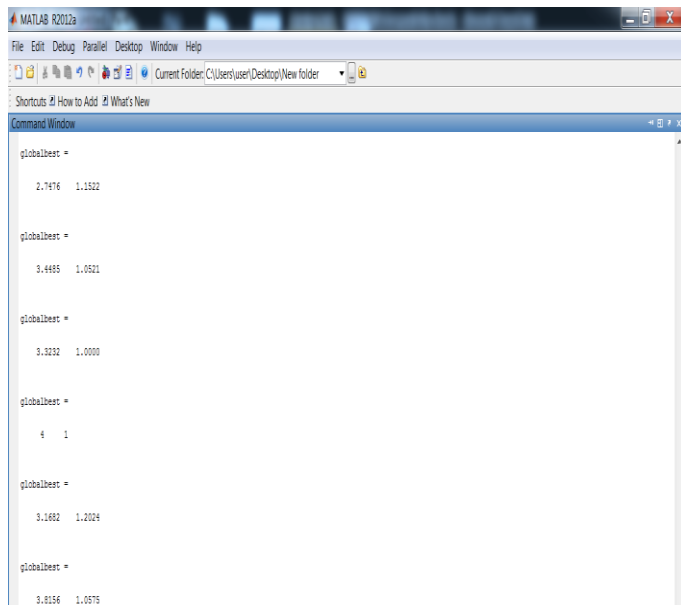 MATLAB R2012a
File Edit Debug Parallel Desktop Window Help
Current Folder: C:\Users\user\Desktop\New folder
Shortcuts How to Add What's New
Command Window
globalbest =
2.7476 1.1522
globalbest =
3.4485 1.0521
globalbest =
3.3232 1.0000
globalbest =
4 1
globalbest =
3.1682 1.2024
globalbest =
3.8156 1.0575